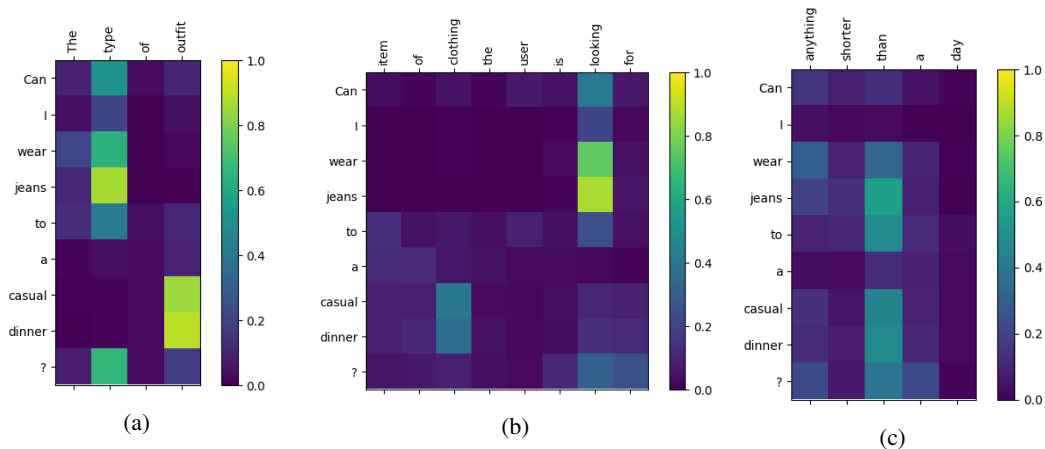 The type of outfit
Can
I
wear
jeans
to
a
casual
dinner
?
1.0
0.8
0.6
0.4
0.2
0.0
(a)
item of clothing the user is looking for
Can
I
wear
jeans
to
a
casual
dinner
?
1.0
0.8
0.6
0.4
0.2
0.0
(b)
anything shorter than a day
Can
I
wear
jeans
to
a
casual
dinner
?
1.0
0.8
0.6
0.4
0.2
0.0
(c)